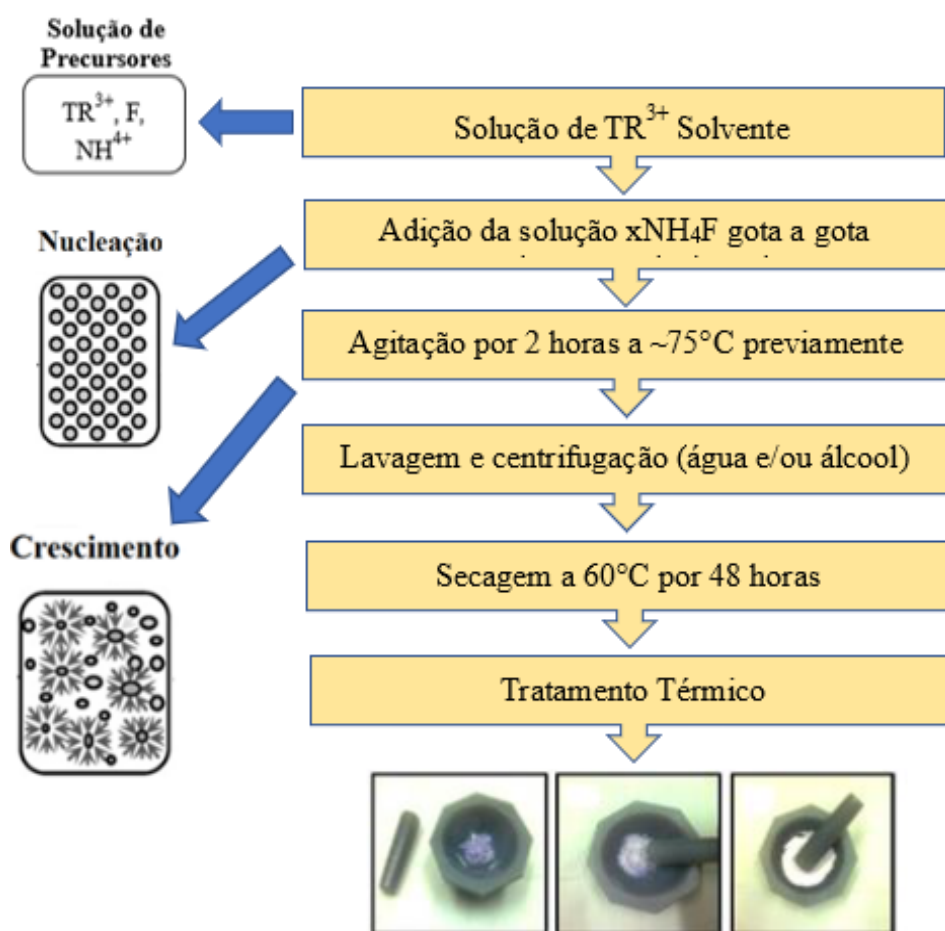 Solução de
Precursores
TR³⁺, F,
NH⁴⁺
Solução de TR³⁺ Solvente
Adição da solução xNH₄F gota a gota
Nucleação
Agitação por 2 horas a ~75°C previamente
Lavagem e centrifugação (água e/ou álcool)
Crescimento
Secagem a 60°C por 48 horas
Tratamento Térmico